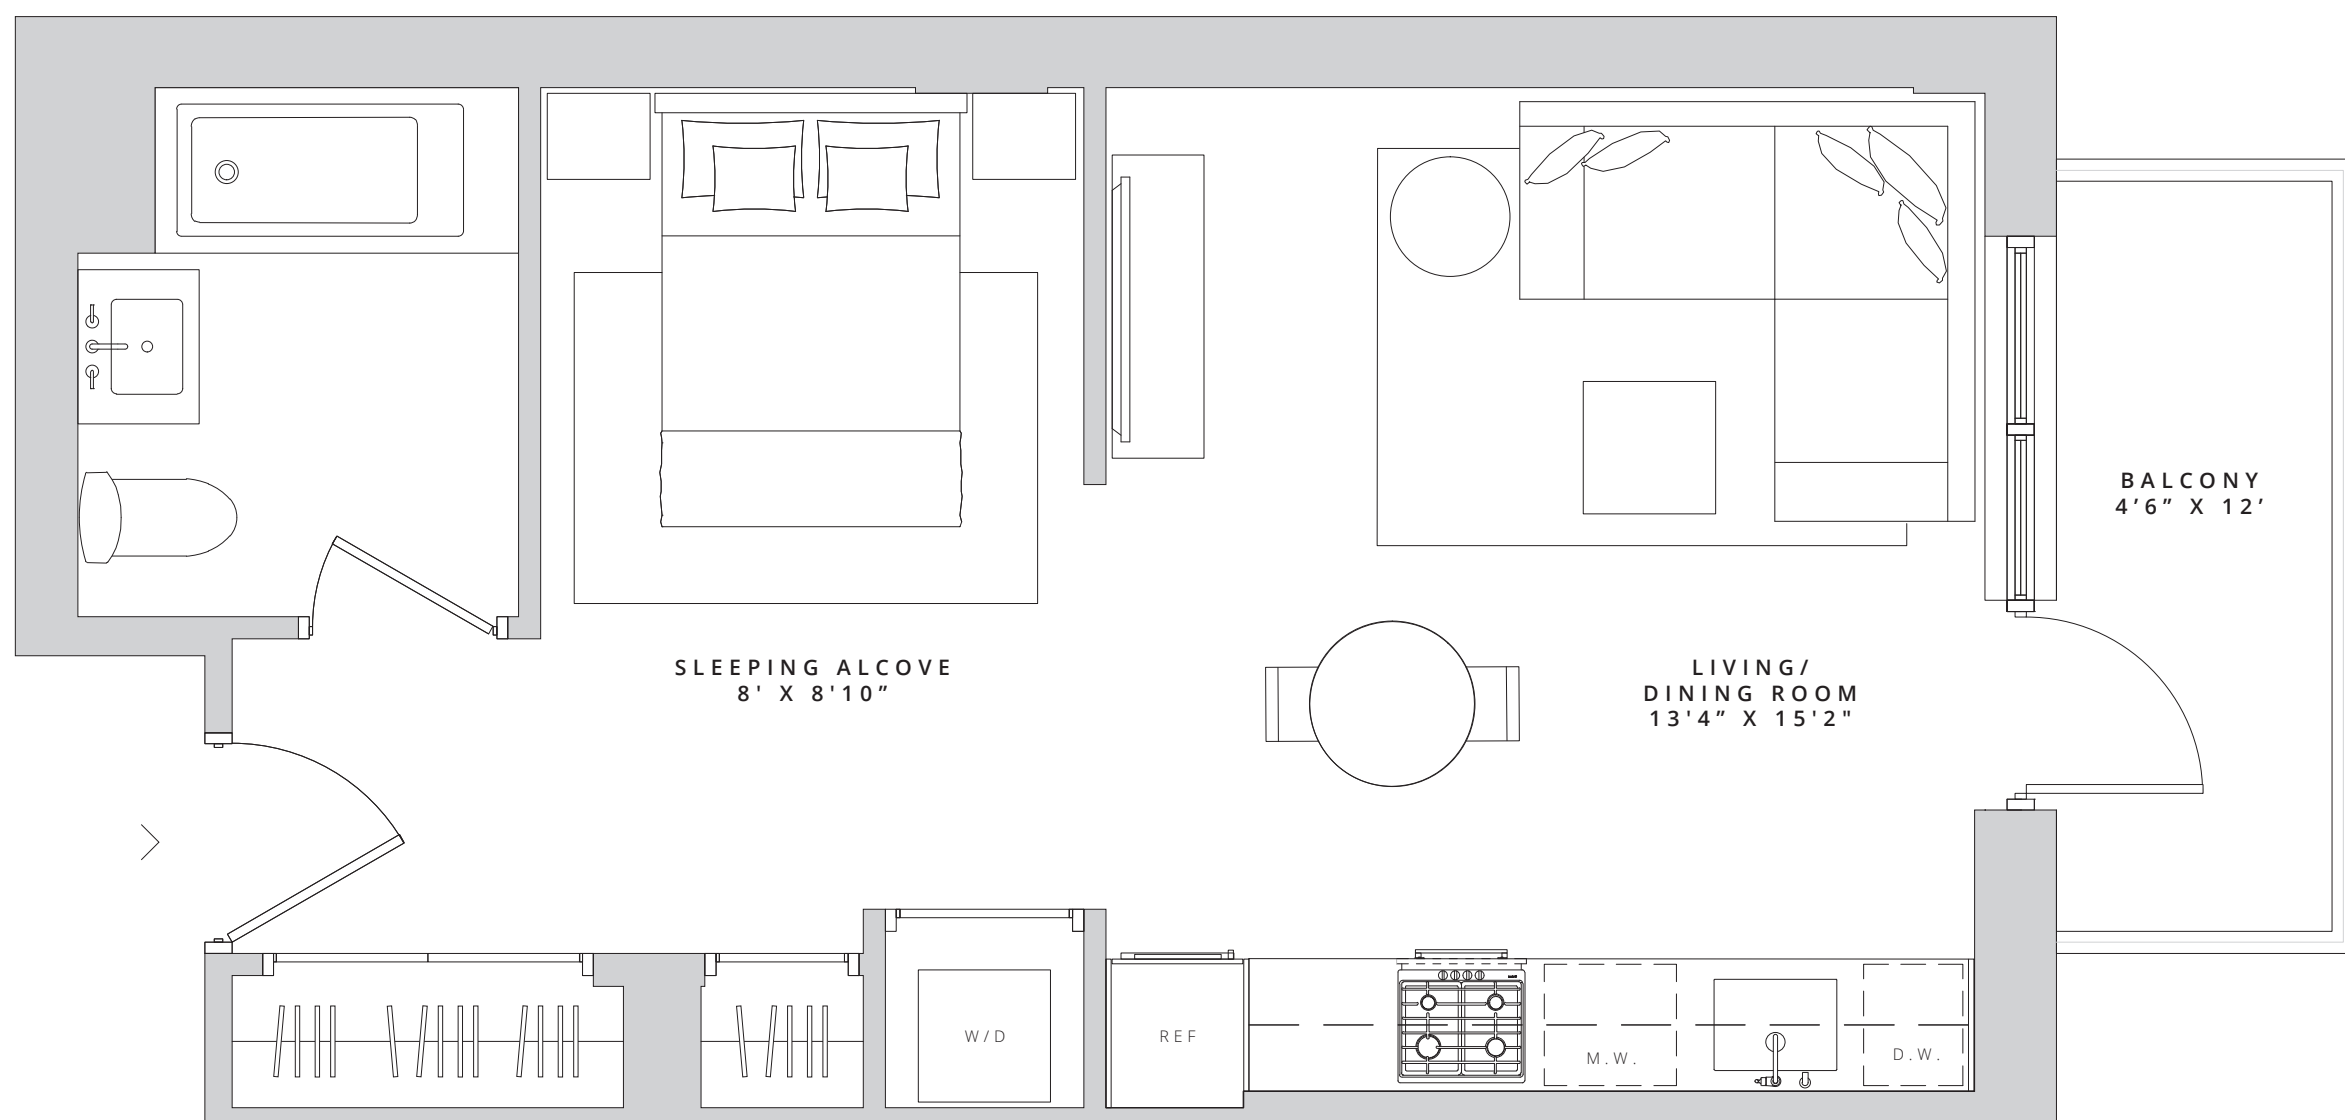 BALCONY
4’6” X 12’
SLEEPING ALCOVE
8' X 8'10”
LIVING/
DINING ROOM
13'4” X 15'2"
W/D
REF
M.W.
D.W.